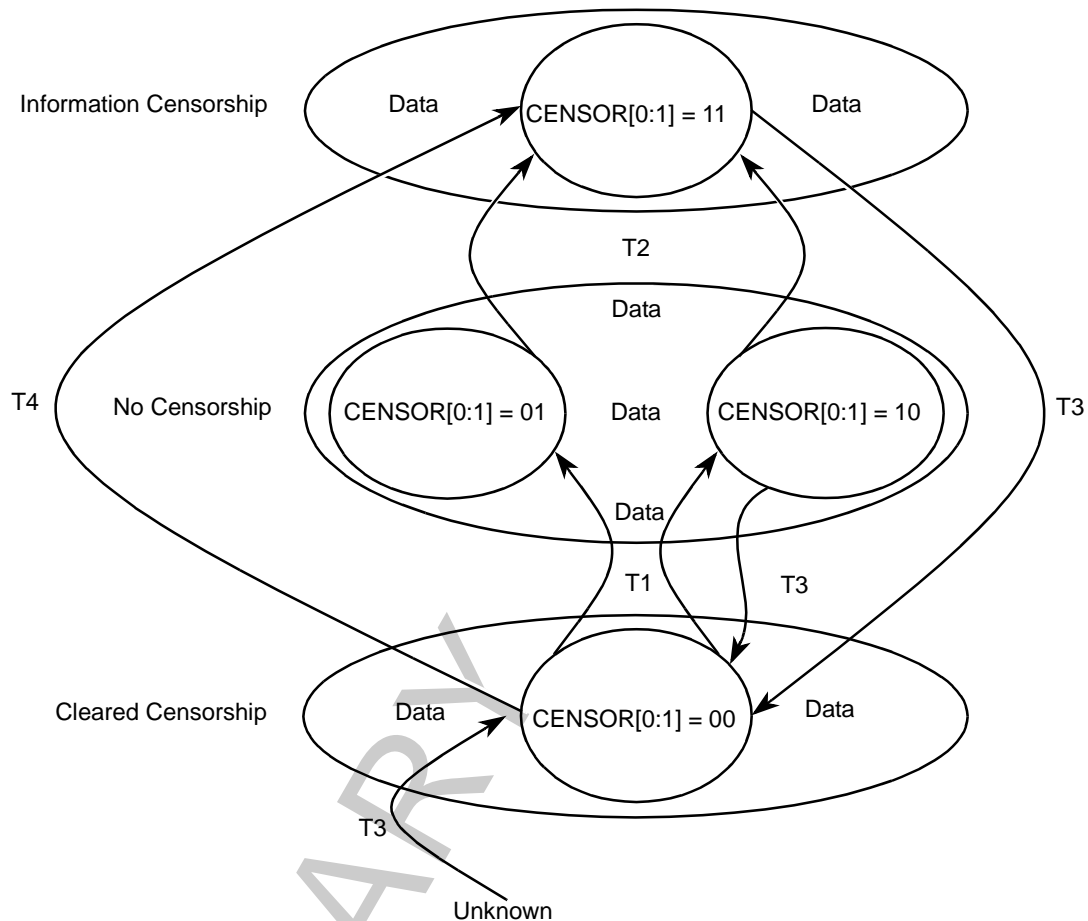 Information Censorship
Data
CENSOR[0:1] = 11
Data
T2
Data
T4
No Censorship
CENSOR[0:1] = 01
Data
CENSOR[0:1] = 10
T3
Data
T1
T3
Cleared Censorship
Data
CENSOR[0:1] = 00
Data
T3
Unknown
ARY